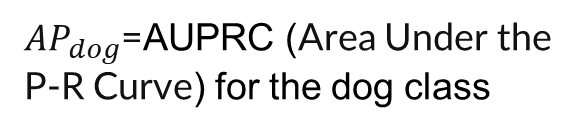 AP_dog=AUPRC (Area Under the
P-R Curve) for the dog class